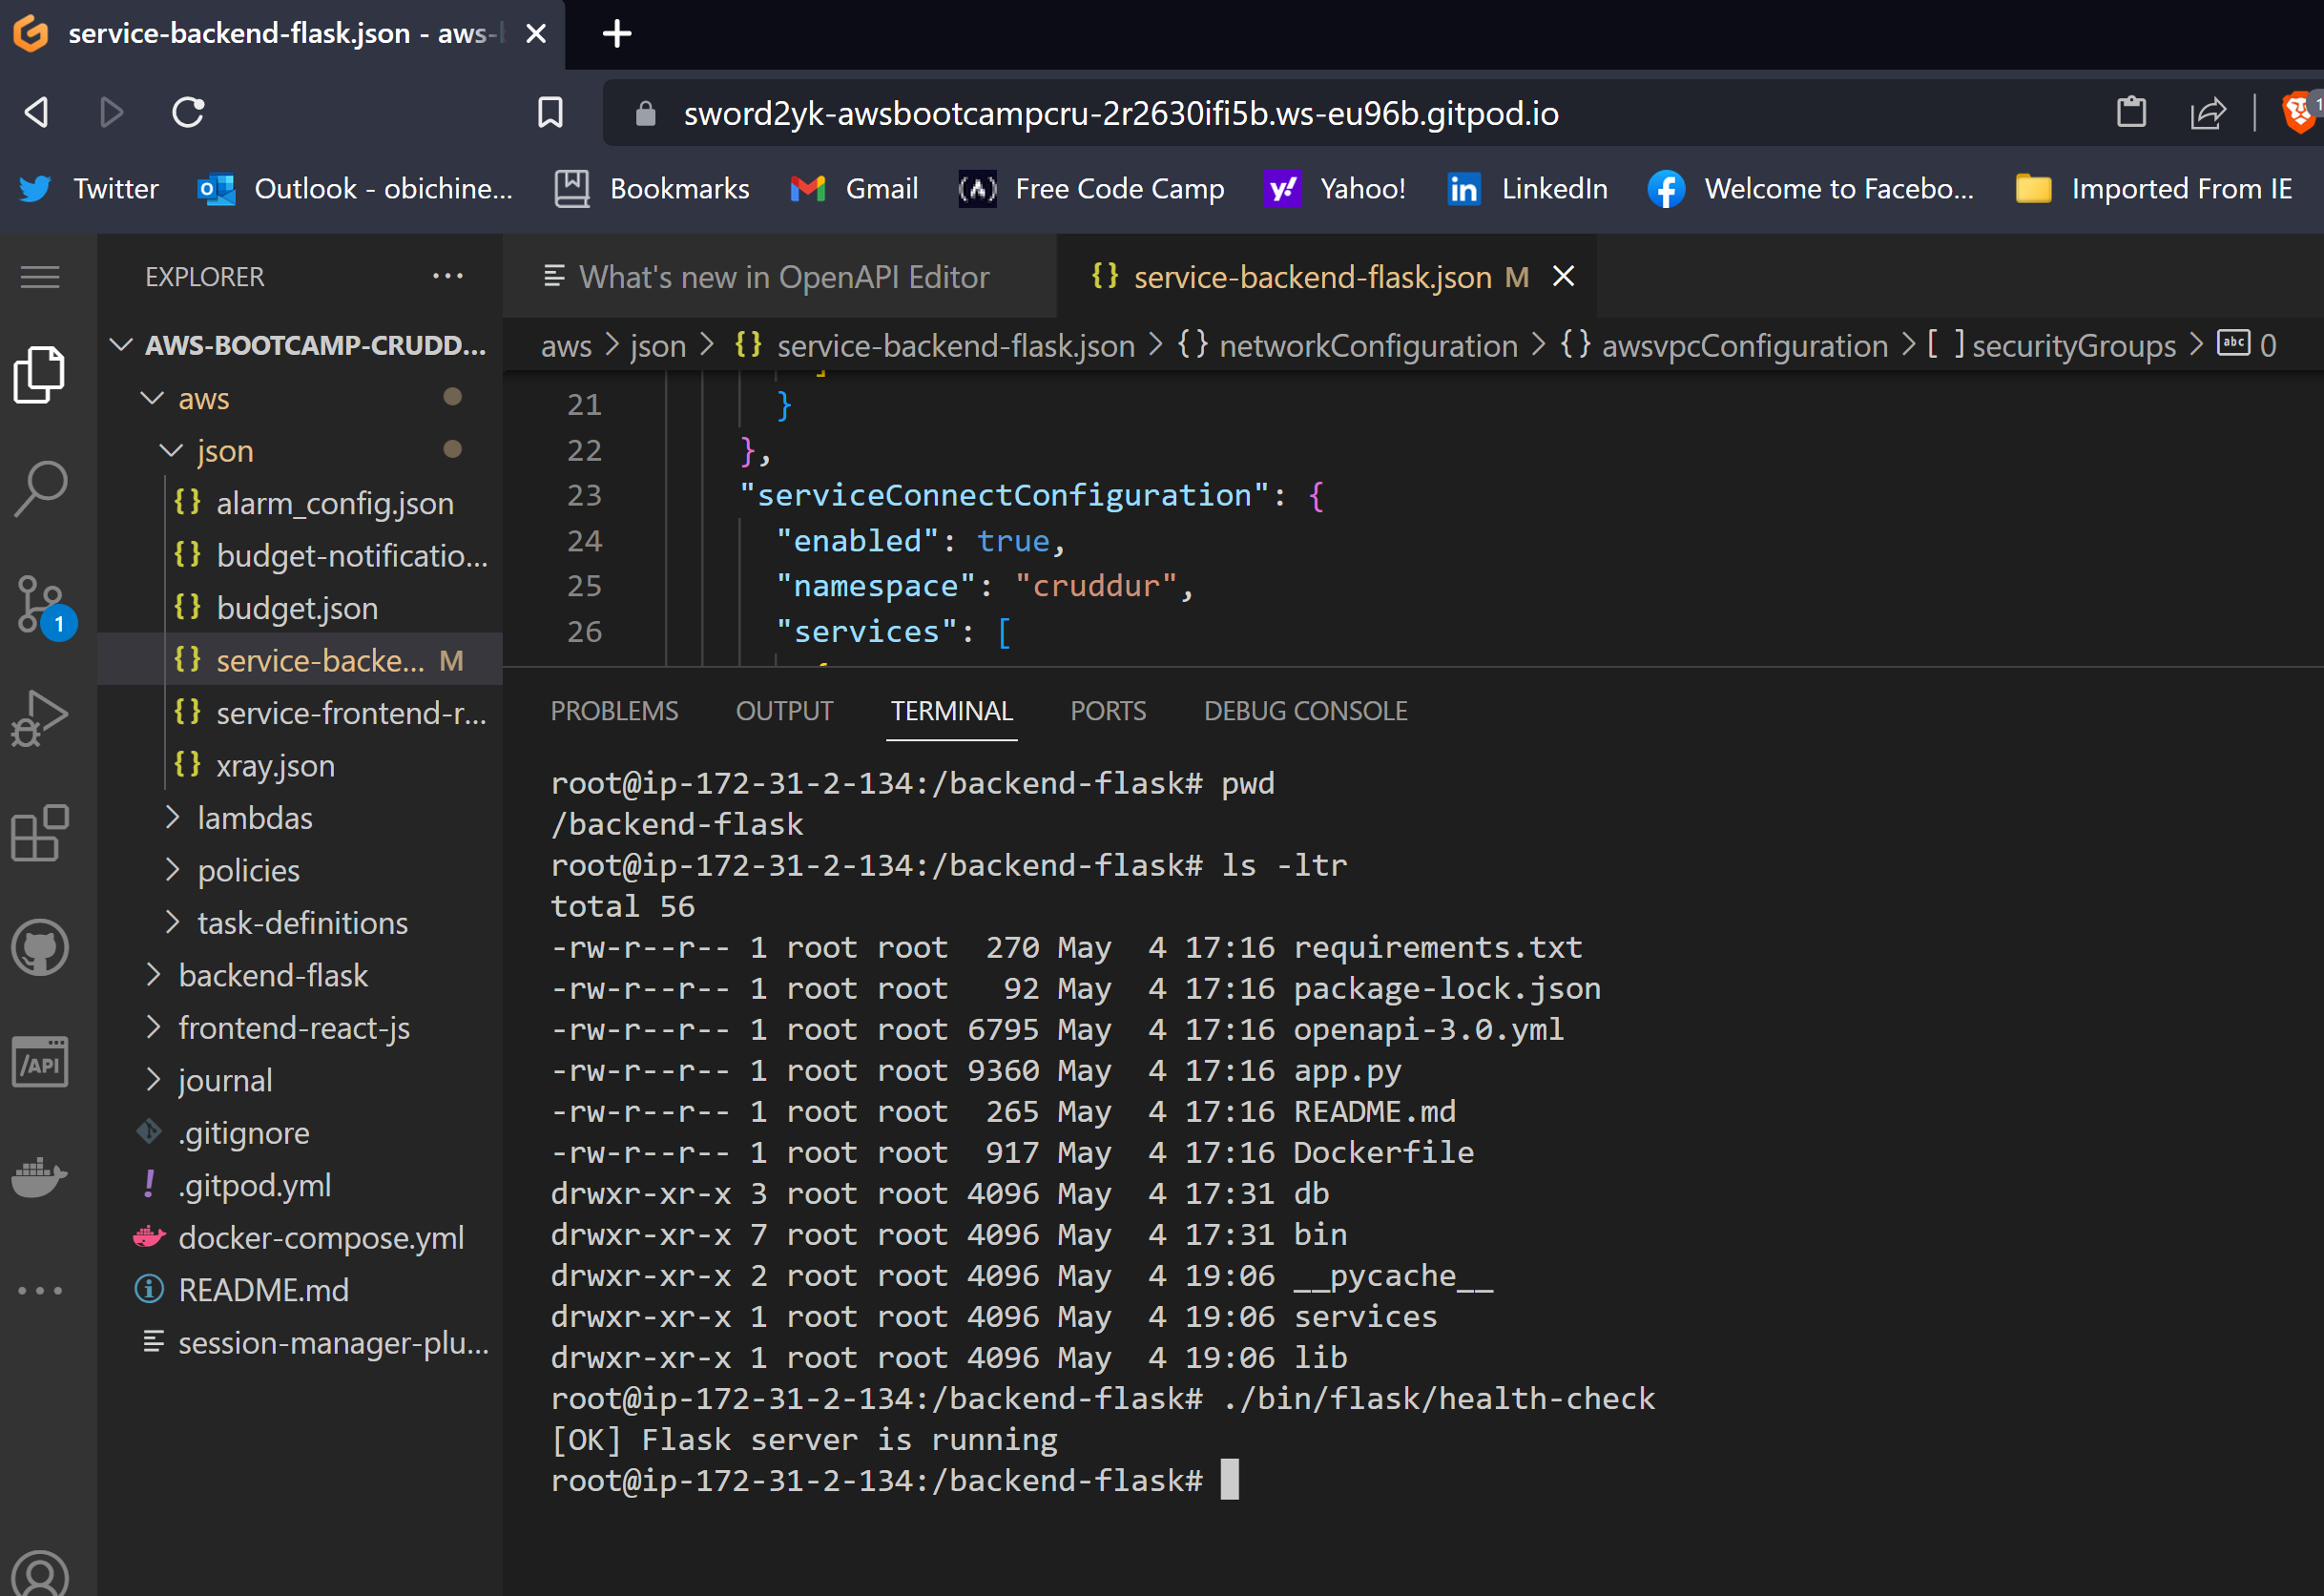 service-backend-flask.json - aws-
sword2yk-awsbootcampcru-2r2630ifi5b.ws-eu96b.gitpod.io
1
Twitter
Outlook - obichine...
Bookmarks
Gmail
Free Code Camp
Yahoo!
LinkedIn
Welcome to Facebo...
Imported From IE
EXPLORER
What's new in OpenAPI Editor
{} service-backend-flask.json M
AWS-BOOTCAMP-CRUDD...
aws > json > {} service-backend-flask.json > {} networkConfiguration > {} awsvpcConfiguration > [ ] securityGroups > abc 0
aws
json
{} alarm_config.json
{} budget-notificatio...
{} budget.json
{} service-backe... M
{} service-frontend-r...
{} xray.json
lambdas
policies
task-definitions
backend-flask
frontend-react-js
journal
.gitignore
! .gitpod.yml
docker-compose.yml
README.md
session-manager-plu...
1
/API
]
21 }
22 },
23 "serviceConnectConfiguration": {
24 "enabled": true,
25 "namespace": "cruddur",
26 "services": [
{
PROBLEMS OUTPUT TERMINAL PORTS DEBUG CONSOLE
root@ip-172-31-2-134:/backend-flask# pwd
/backend-flask
root@ip-172-31-2-134:/backend-flask# ls -ltr
total 56
-rw-r--r-- 1 root root  270 May  4 17:16 requirements.txt
-rw-r--r-- 1 root root   92 May  4 17:16 package-lock.json
-rw-r--r-- 1 root root 6795 May  4 17:16 openapi-3.0.yml
-rw-r--r-- 1 root root 9360 May  4 17:16 app.py
-rw-r--r-- 1 root root  265 May  4 17:16 README.md
-rw-r--r-- 1 root root  917 May  4 17:16 Dockerfile
drwxr-xr-x 3 root root 4096 May  4 17:31 db
drwxr-xr-x 7 root root 4096 May  4 17:31 bin
drwxr-xr-x 2 root root 4096 May  4 19:06 __pycache__
drwxr-xr-x 1 root root 4096 May  4 19:06 services
drwxr-xr-x 1 root root 4096 May  4 19:06 lib
root@ip-172-31-2-134:/backend-flask# ./bin/flask/health-check
[OK] Flask server is running
root@ip-172-31-2-134:/backend-flask#